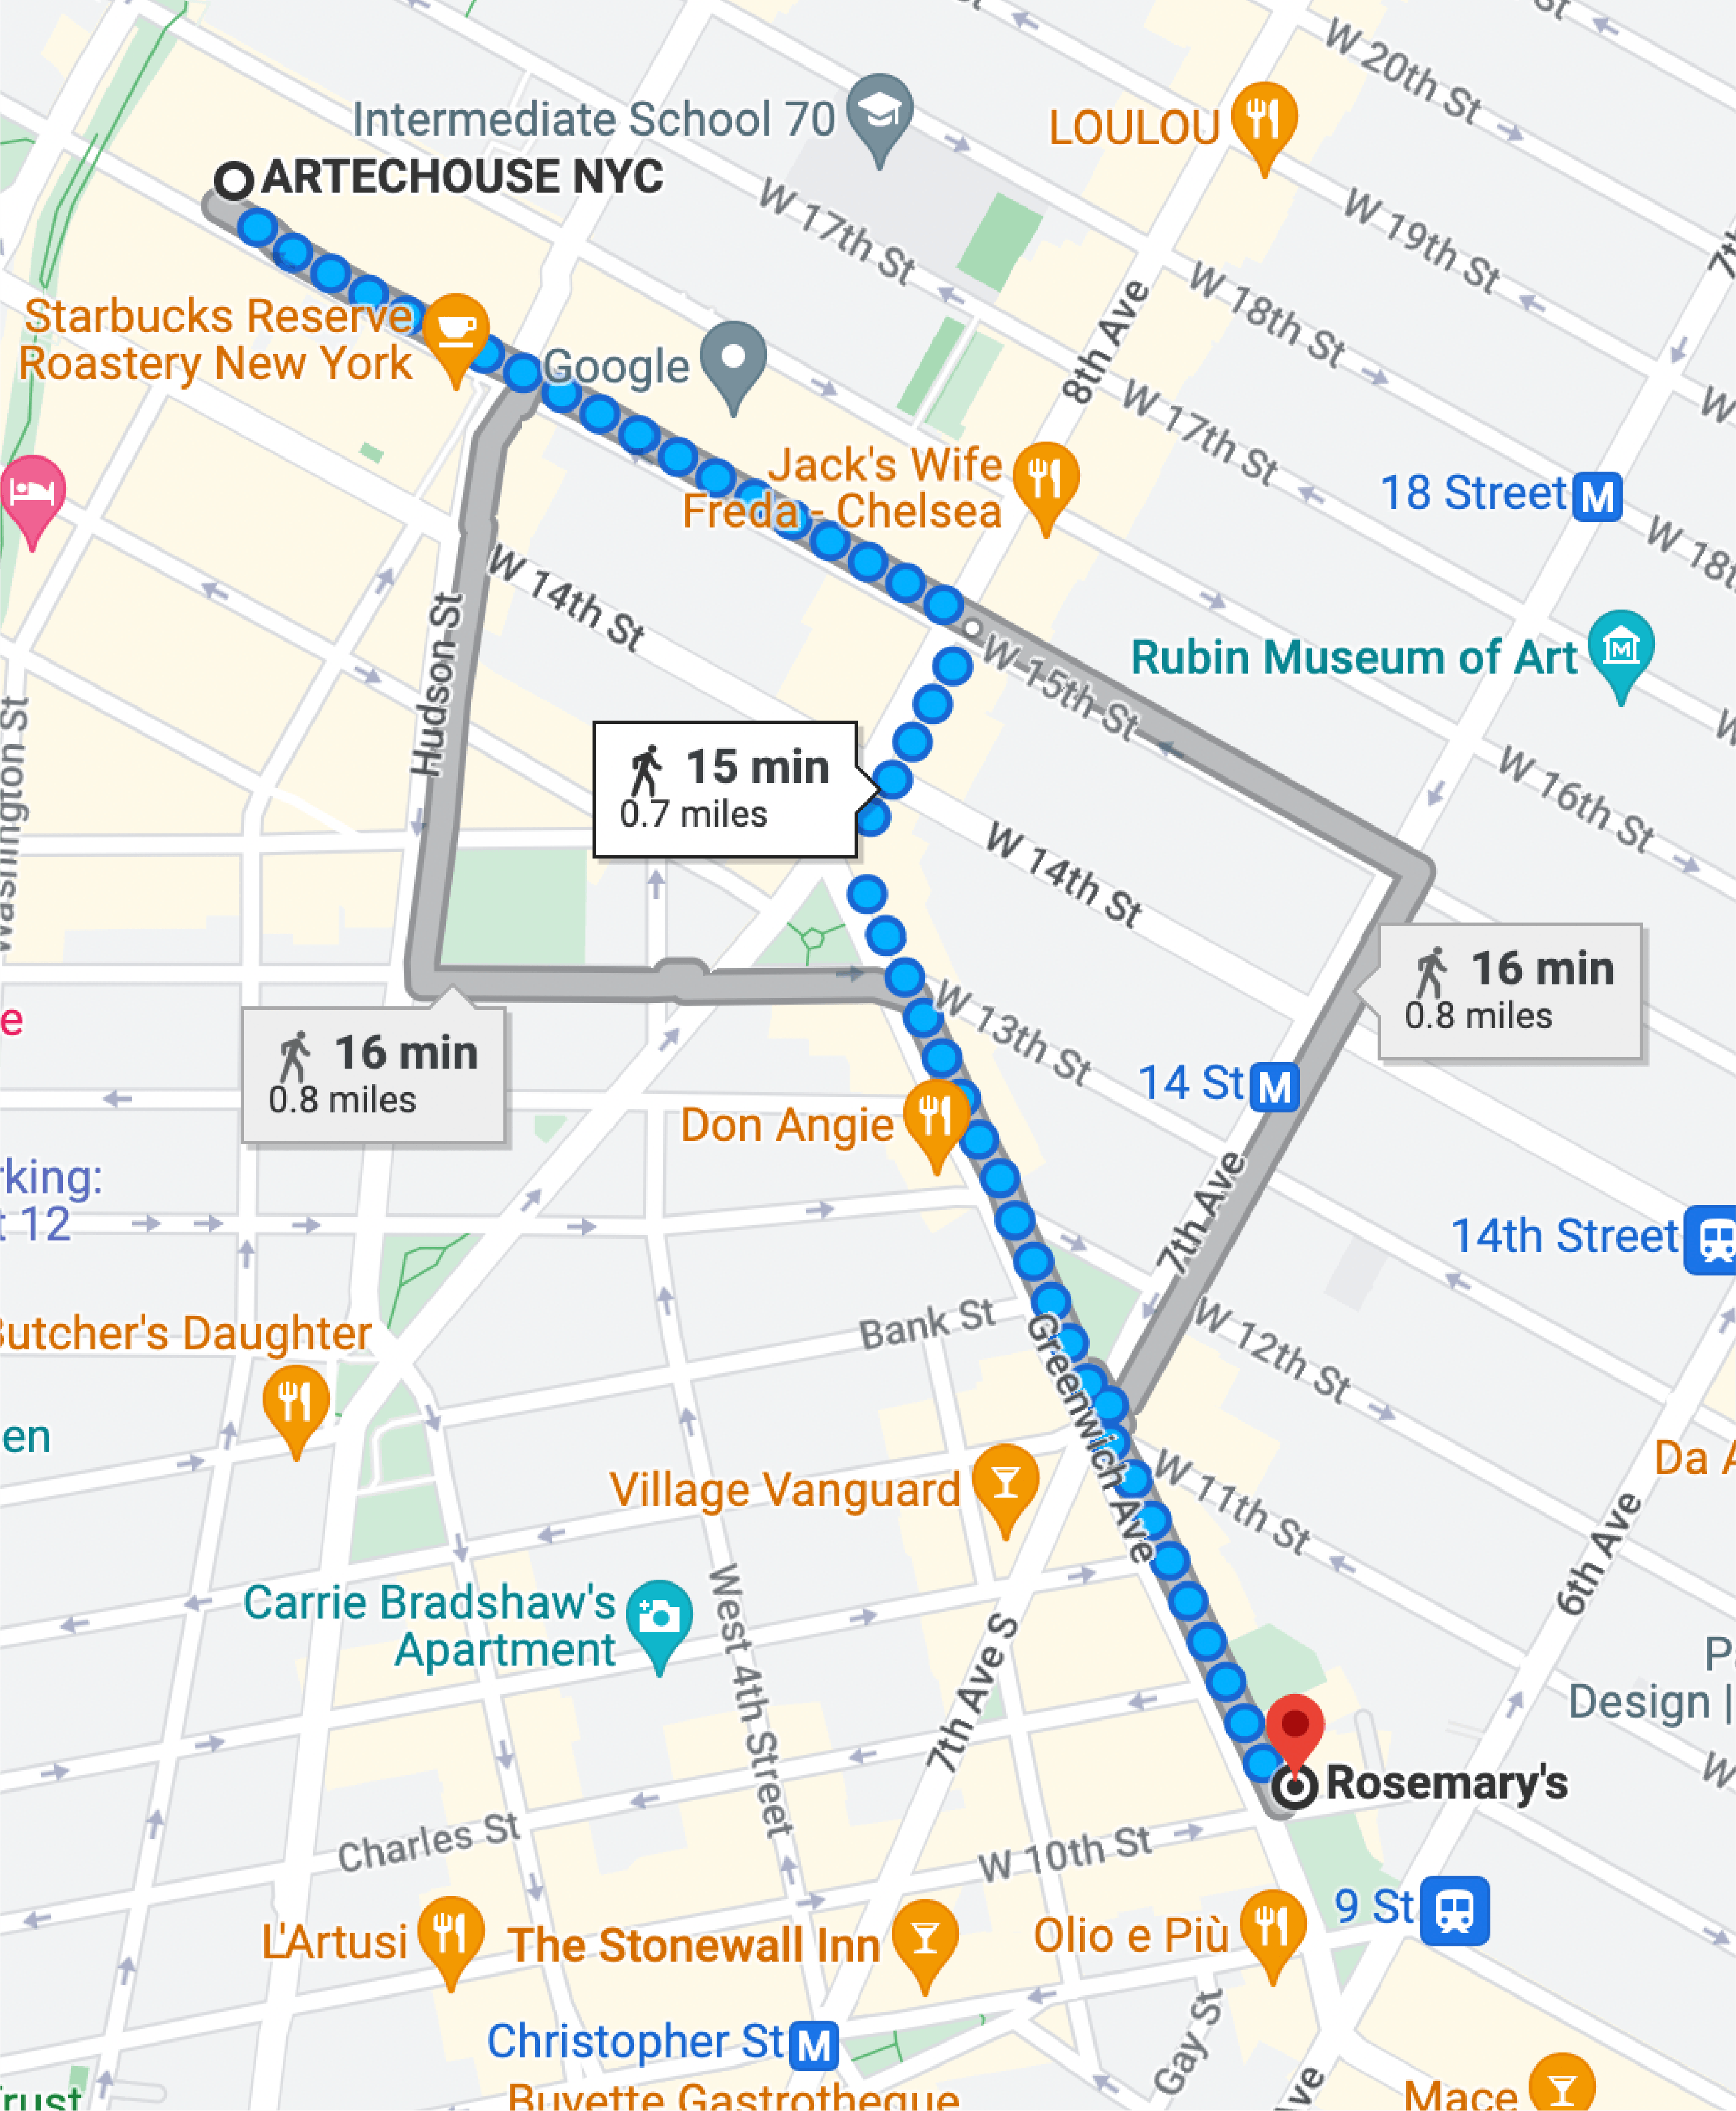 W 20th St
Intermediate School 70
LOULOU
ARTECHOUSE NYC
W 17th St
W 19th St
W 18th St
8th Ave
Starbucks Reserve
Roastery New York
Google
W 17th St
Jack's Wife
Freda - Chelsea
18 Street
M
W 18th
W 14th St
Hudson St
W 15th St
Rubin Museum of Art
Washington St
15 min
0.7 miles
W 16th St
W 14th St
16 min
0.8 miles
W 13th St
16 min
0.8 miles
14 St
M
Don Angie
7th Ave
rking:
t 12
14th Street
Butcher's Daughter
Bank St
Greenwich Ave
W 12th St
en
Da A
Village Vanguard
W 11th St
6th Ave
Carrie Bradshaw's
Apartment
West 4th Street
7th Ave S
Design |
Rosemary's
Charles St
W 10th St
L'Artusi
The Stonewall Inn
Olio e Più
9 St
Christopher St
M
Gay St
Buvette Gastrotheque
Mace